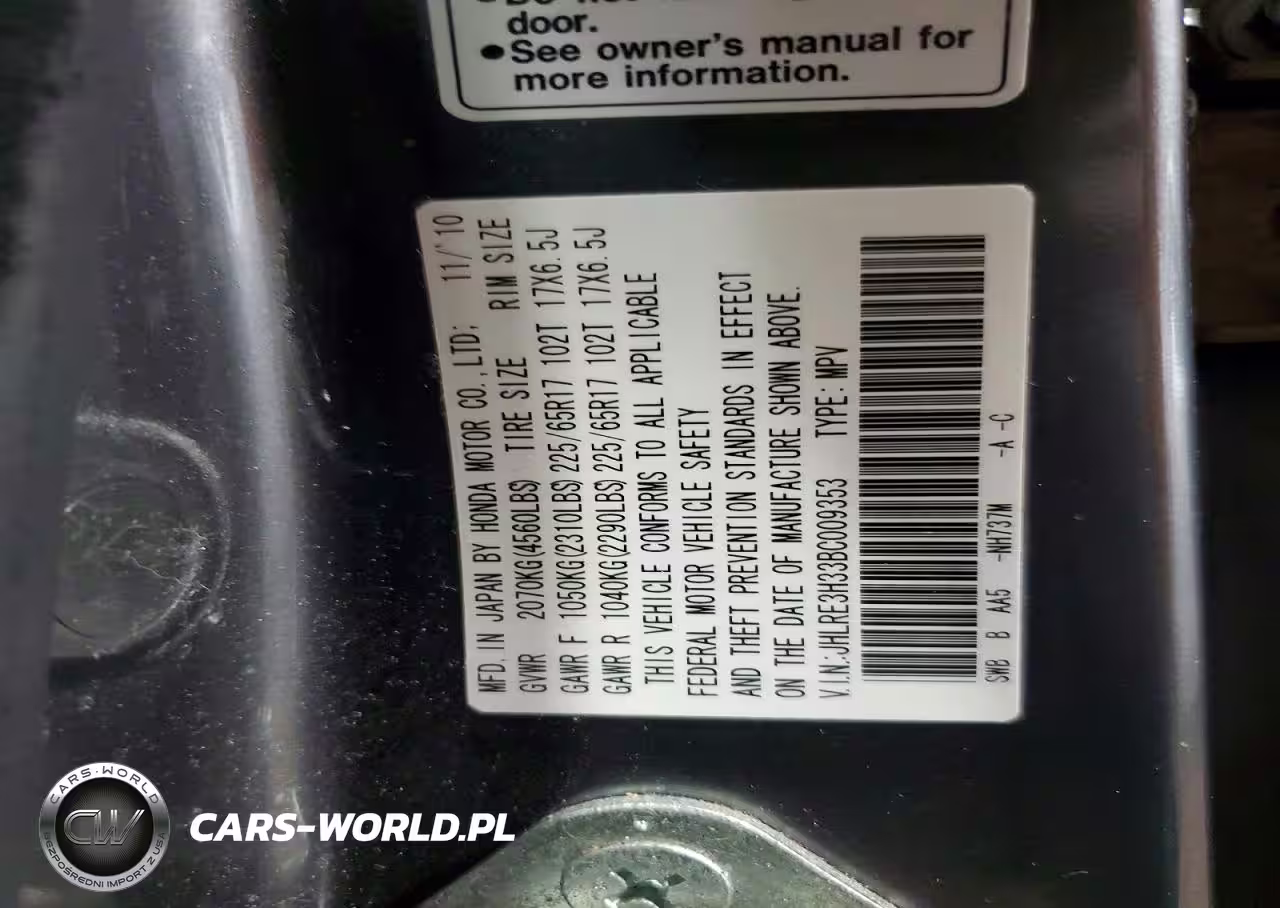 door.
● See owner's manual for
more information.
MFD. IN JAPAN BY HONDA MOTOR CO., LTD; 11/'10
GVWR 2070KG(4560LBS) TIRE SIZE RIM SIZE
GAWR F 1050KG(2310LBS) 225/65R17 102T 17X6.5J
GAWR R 1040KG(2290LBS) 225/65R17 102T 17X6.5J
THIS VEHICLE CONFORMS TO ALL APPLICABLE
FEDERAL MOTOR VEHICLE SAFETY
AND THEFT PREVENTION STANDARDS IN EFFECT
ON THE DATE OF MANUFACTURE SHOWN ABOVE.
V.I.N.:JHLRE3H33BC009353 TYPE: MPV
SWB B AA5 -NH737M -A -C
CARS-WORLD
CW
BEZPOŚREDNI IMPORT Z USA
CARS-WORLD.PL